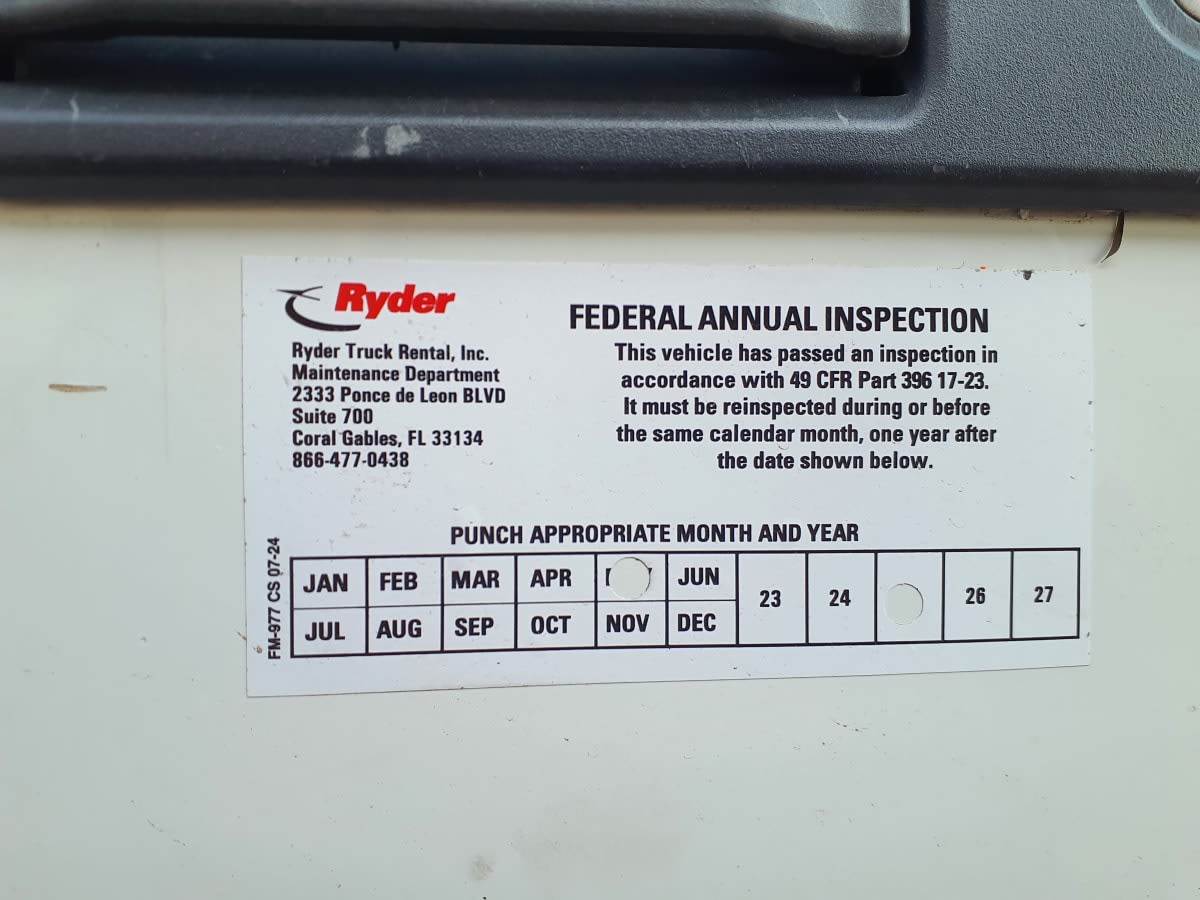 Ryder
Ryder Truck Rental, Inc.
Maintenance Department
2333 Ponce de Leon BLVD
Suite 700
Coral Gables, FL 33134
866-477-0438
FEDERAL ANNUAL INSPECTION
This vehicle has passed an inspection in
accordance with 49 CFR Part 396 17-23.
It must be reinspected during or before
the same calendar month, one year after
the date shown below.
PUNCH APPROPRIATE MONTH AND YEAR
JAN FEB MAR APR JUN 23 24 26 27
JUL AUG SEP OCT NOV DEC
FM-977 CS 07-24